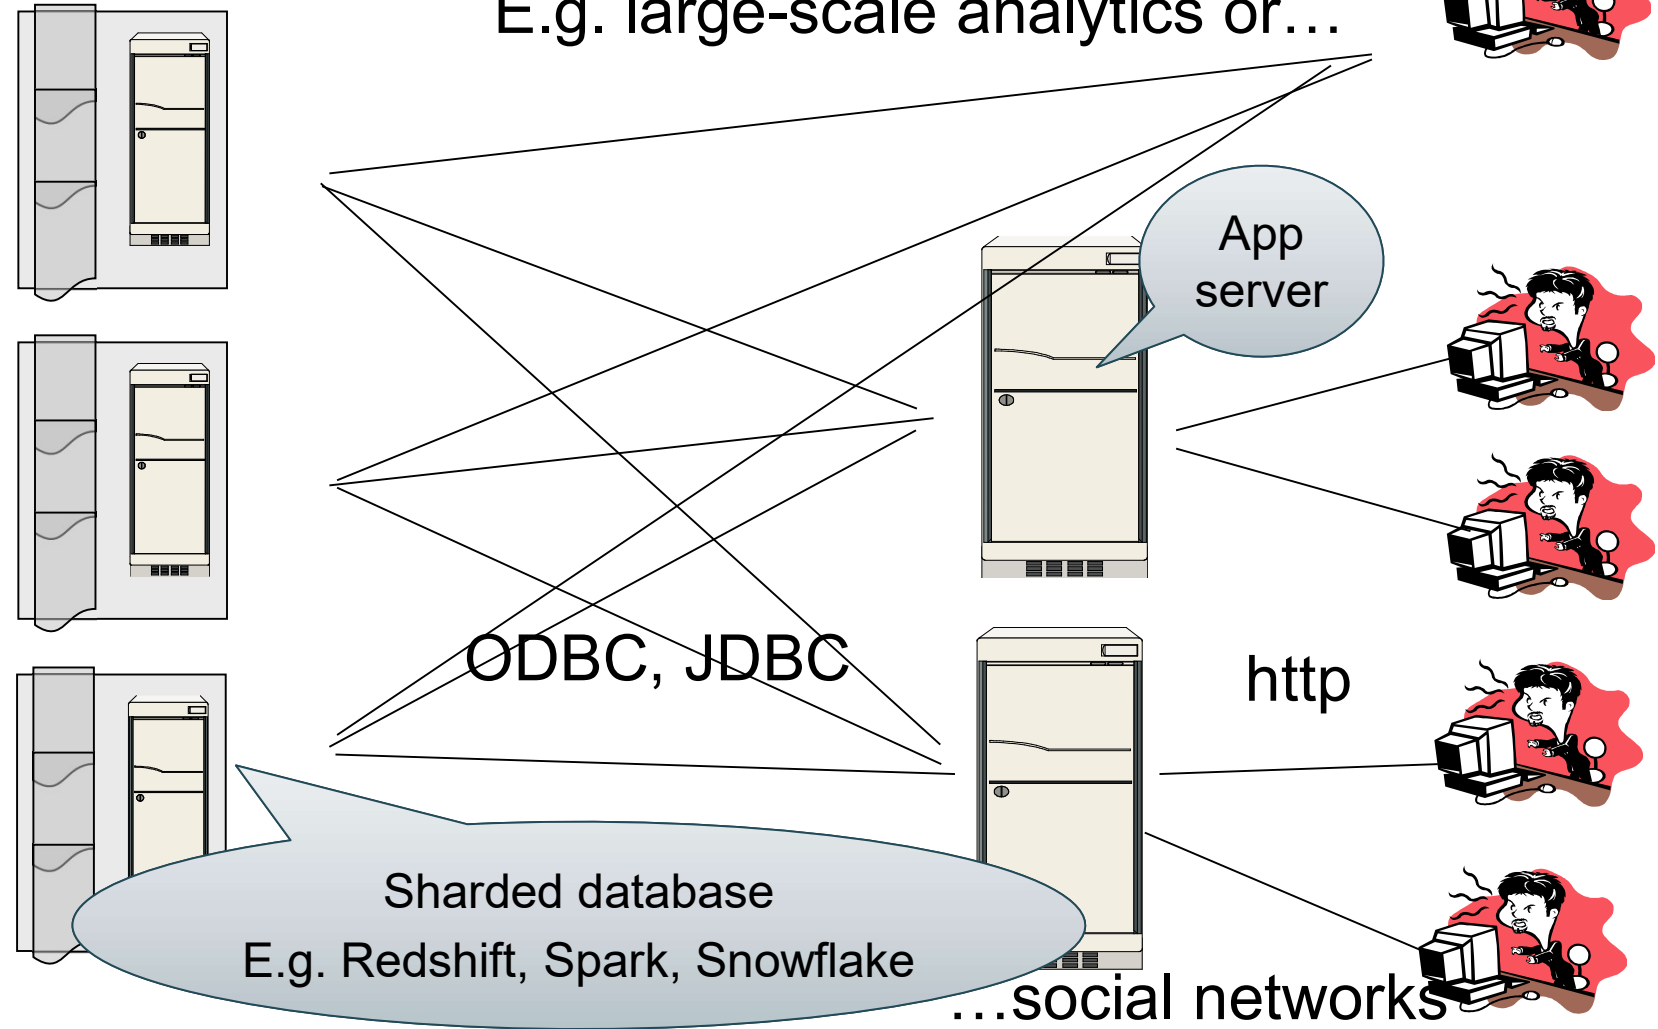 E.g. large-scale analytics or…
App
server
ODBC, JDBC
http
Sharded database
E.g. Redshift, Spark, Snowflake
…social networks